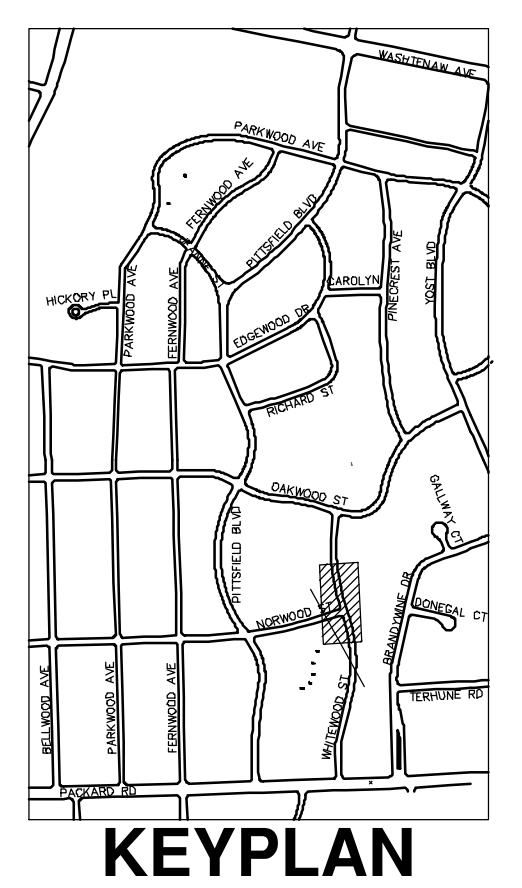 WASHTENAW AVE
PARKWOOD AVE
FERNWOOD AVE
PITTSFIELD BLVD
PINECREST AVE
YOST BLVD
CAROLYN
HICKORY PL
PARKWOOD AVE
FERNWOOD AVE
EDGEWOOD DR
RICHARD ST
OAKWOOD ST
GALLWAY CT
PITTSFIELD BLVD
NORWOOD ST
BRANDYWINE DR
DONEGAL CT
TERHUNE RD
WHITEWOOD ST
BELLWOOD AVE
PARKWOOD AVE
FERNWOOD AVE
PACKARD RD
KEYPLAN